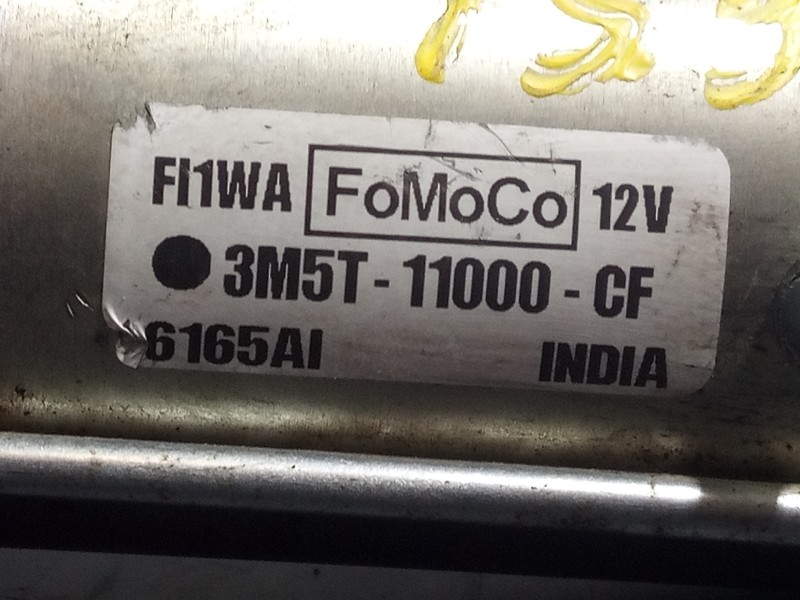 FI1WA FoMoCo 12V
3M5T - 11000 - CF
6165AI
INDIA